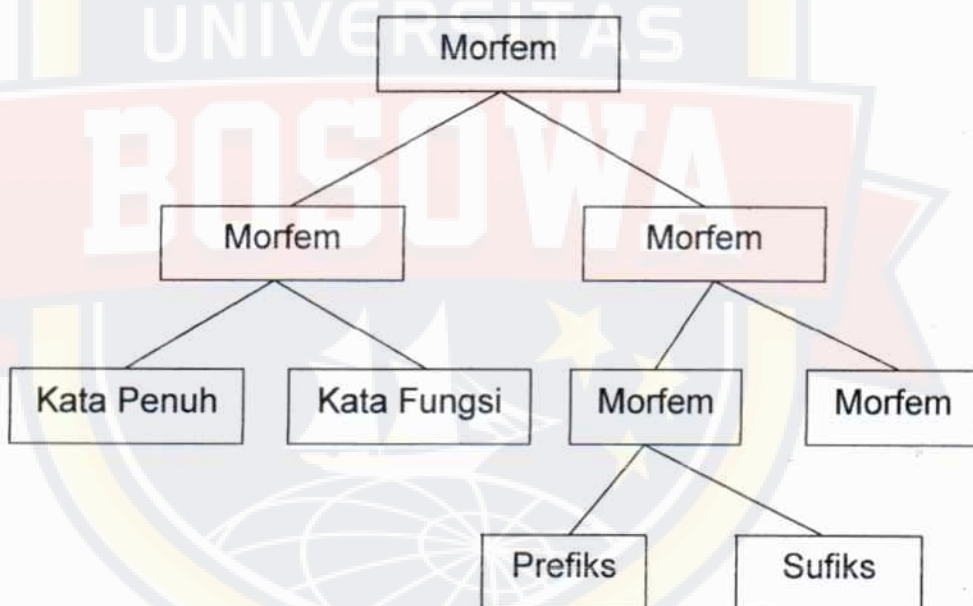 UNIVERSITAS
BOSOWA
Morfem
Morfem Morfem
Kata Penuh Kata Fungsi Morfem Morfem
Prefiks Sufiks